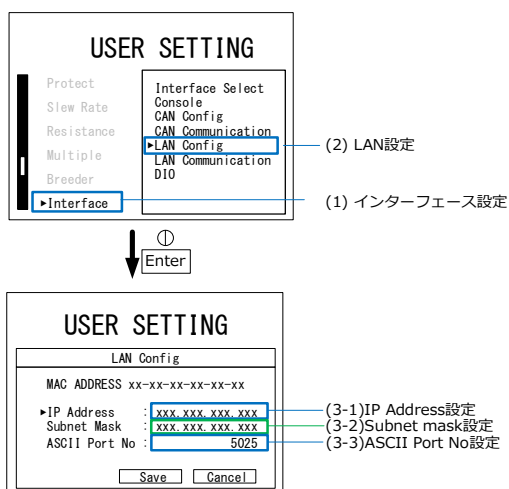 USER SETTING
Protect
Slew Rate
Resistance
Multiple
Breeder
►Interface
Interface Select
Console
CAN Config
CAN Communication
►LAN Config
LAN Communication
DIO
(2) LAN設定
(1) インターフェース設定
Enter
USER SETTING
LAN Config
MAC ADDRESS xx-xx-xx-xx-xx-xx
►IP Address : xxx.xxx.xxx.xxx
Subnet Mask : xxx.xxx.xxx.xxx
ASCII Port No : 5025
(3-1)IP Address設定
(3-2)Subnet mask設定
(3-3)ASCII Port No設定
Save Cancel